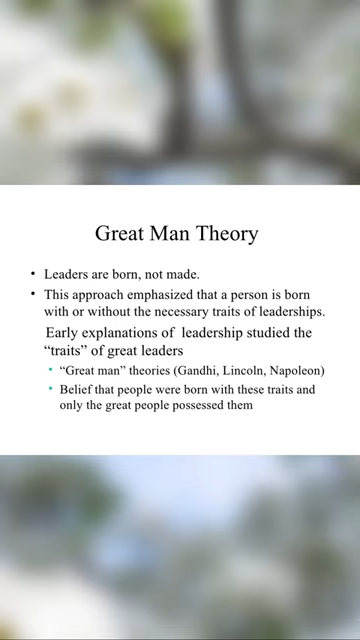 Great Man Theory
• Leaders are born, not made.
• This approach emphasized that a person is born
with or without the necessary traits of leaderships.
Early explanations of leadership studied the
“traits” of great leaders
• “Great man” theories (Gandhi, Lincoln, Napoleon)
• Belief that people were born with these traits and
only the great people possessed them